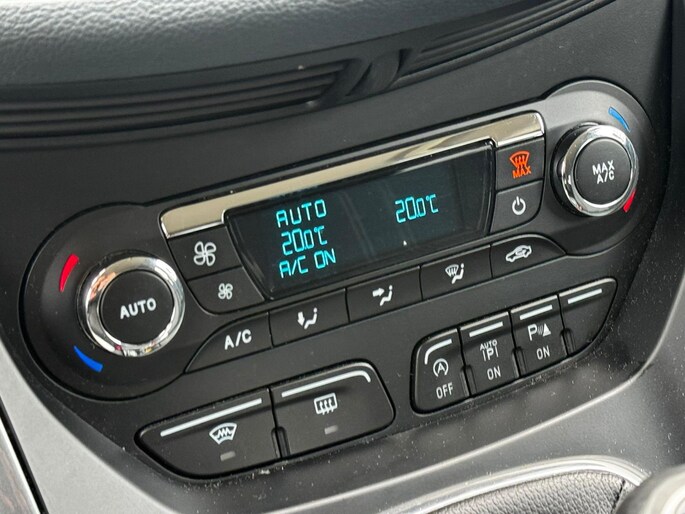 AUTO
20.0°C
20.0°C
A/C ON
MAX
MAX
A/C
AUTO
A/C
A
OFF
AUTO
P
ON
P
ON